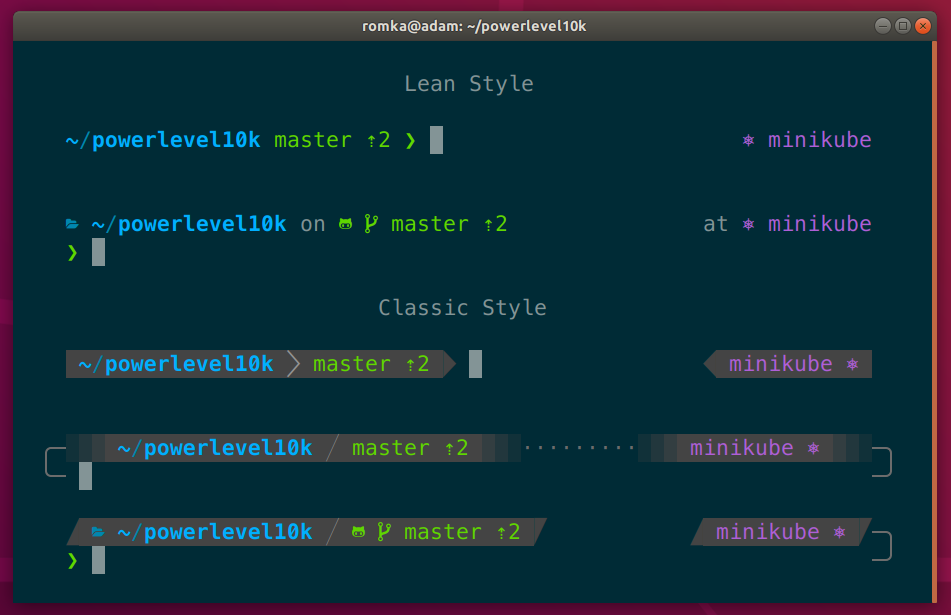 romka@adam: ~/powerlevel10k
Lean Style
~/powerlevel10k master ⇡2 ❯ ⎈ minikube
~/powerlevel10k on master ⇡2 at ⎈ minikube
❯
Classic Style
~/powerlevel10k master ⇡2 minikube ⎈
~/powerlevel10k master ⇡2 ········· minikube ⎈
~/powerlevel10k master ⇡2 minikube ⎈
❯